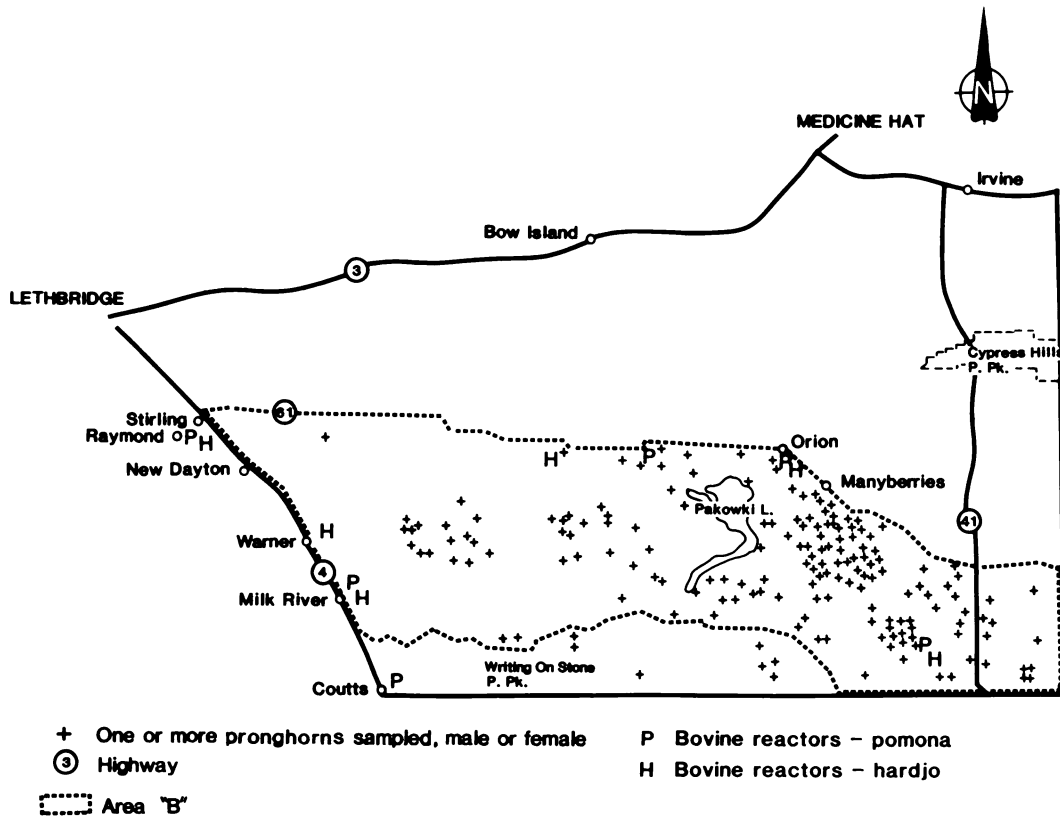 N
MEDICINE HAT
Irvine
Bow Island
3
LETHBRIDGE
Cypress Hills
P. Pk.
61
Stirling
Raymond
P
H
New Dayton
H
P
Orion
P
H
Manyberries
Pakowki L.
41
Warner
H
4
Milk River
P
H
P
H
Writing On Stone
P. Pk.
Coutts
P
+ One or more pronghorns sampled, male or female
3 Highway
Area "B"
P Bovine reactors – pomona
H Bovine reactors – hardjo